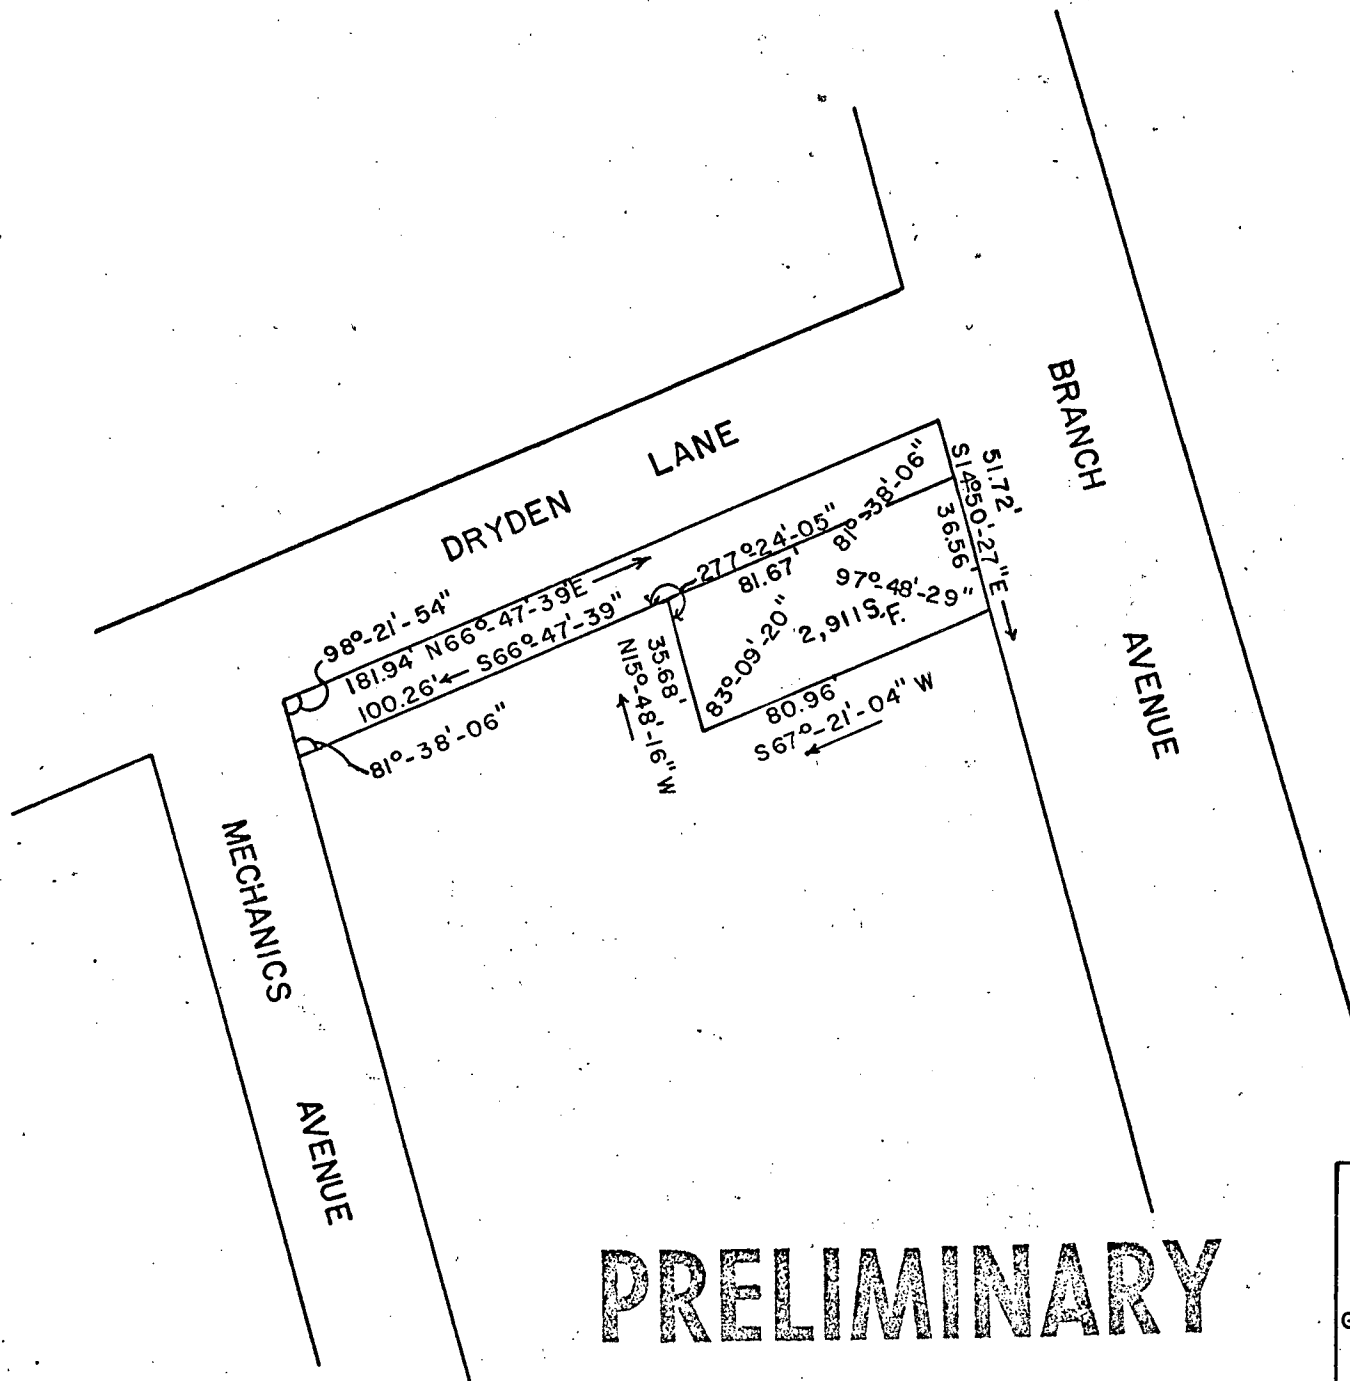 BRANCH
AVENUE
DRYDEN LANE
51.72'
S14°-50'-27"E
36.56'
81°-38'-06"
277°-24'-05"
81.67'
97°-48'-29"
2,911 S.F.
83°-09'-20"
98°-21'-54"
181.94' N66°-47'-39"E
100.26' S66°-47'-39"
81°-38'-06"
35.68'
N15°-48'-16"W
80.96'
S67°-21'-04" W
MECHANICS
AVENUE
PRELIMINARY